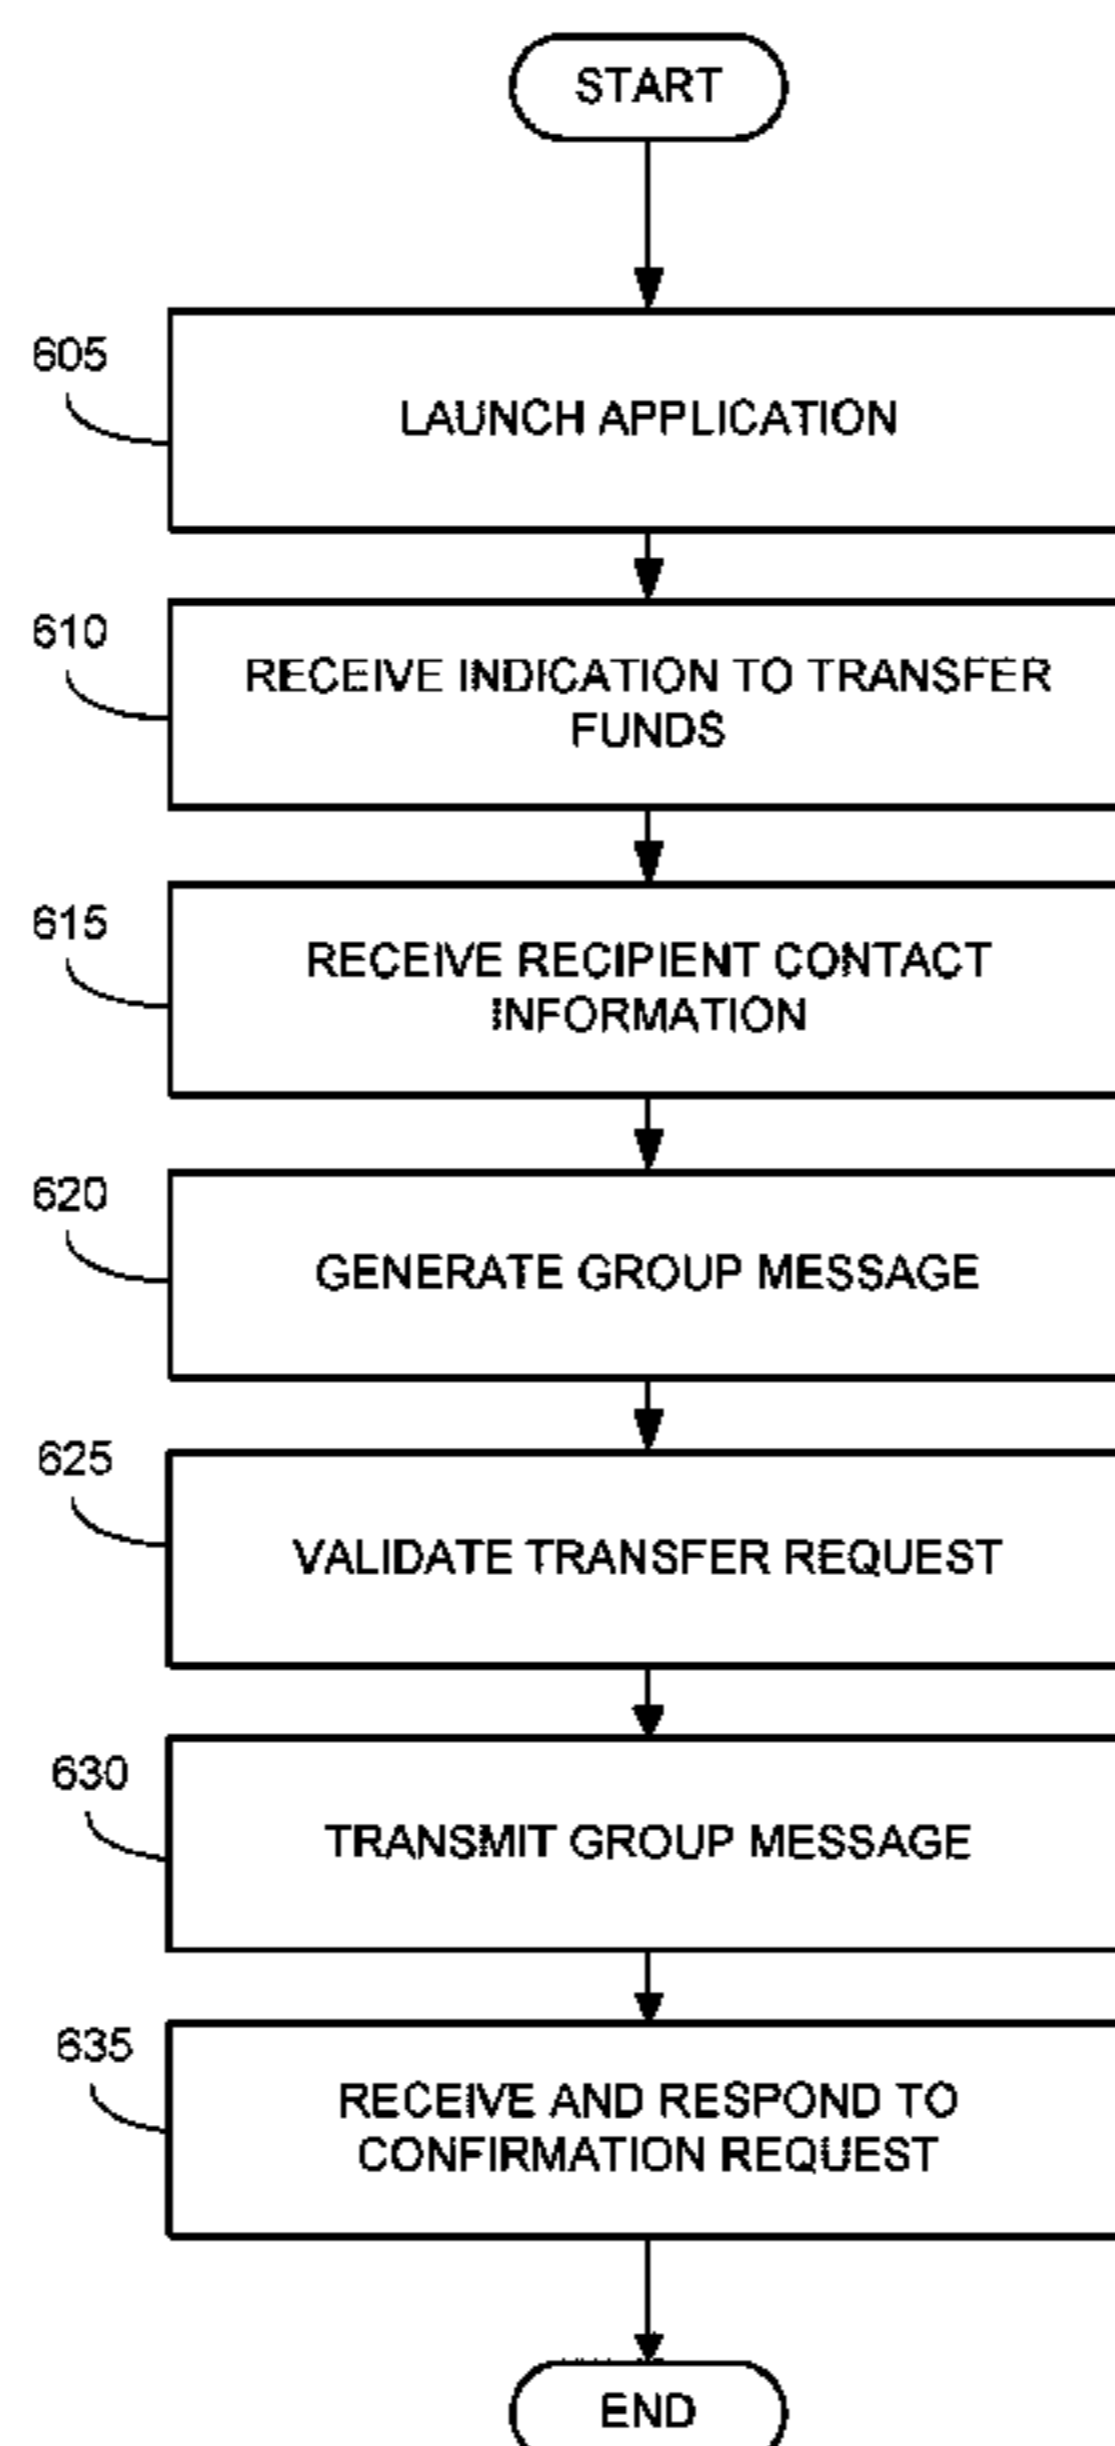 START
605
LAUNCH APPLICATION
610
RECEIVE INDICATION TO TRANSFER
FUNDS
615
RECEIVE RECIPIENT CONTACT
INFORMATION
620
GENERATE GROUP MESSAGE
625
VALIDATE TRANSFER REQUEST
630
TRANSMIT GROUP MESSAGE
635
RECEIVE AND RESPOND TO
CONFIRMATION REQUEST
END